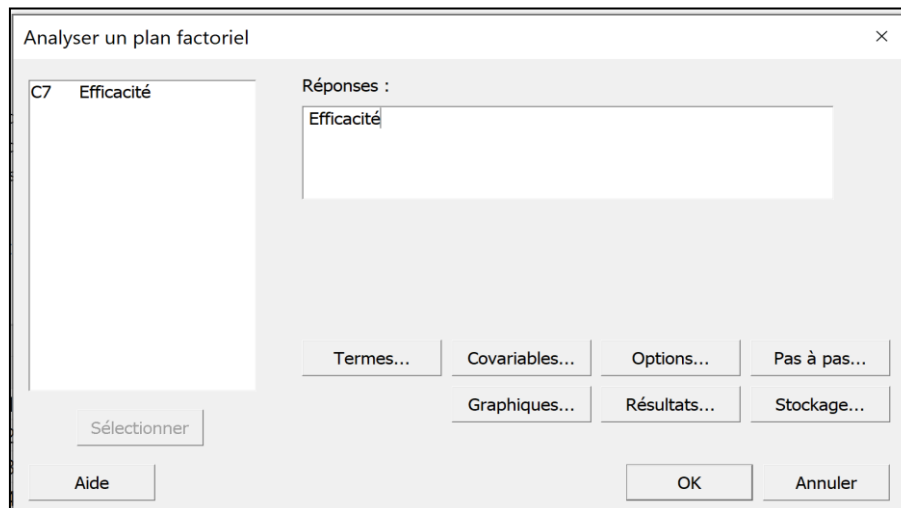 Analyser un plan factoriel
×
C7 Efficacité
Réponses :
Efficacité
Termes... Covariables... Options... Pas à pas...
Graphiques... Résultats... Stockage...
Sélectionner
Aide OK Annuler